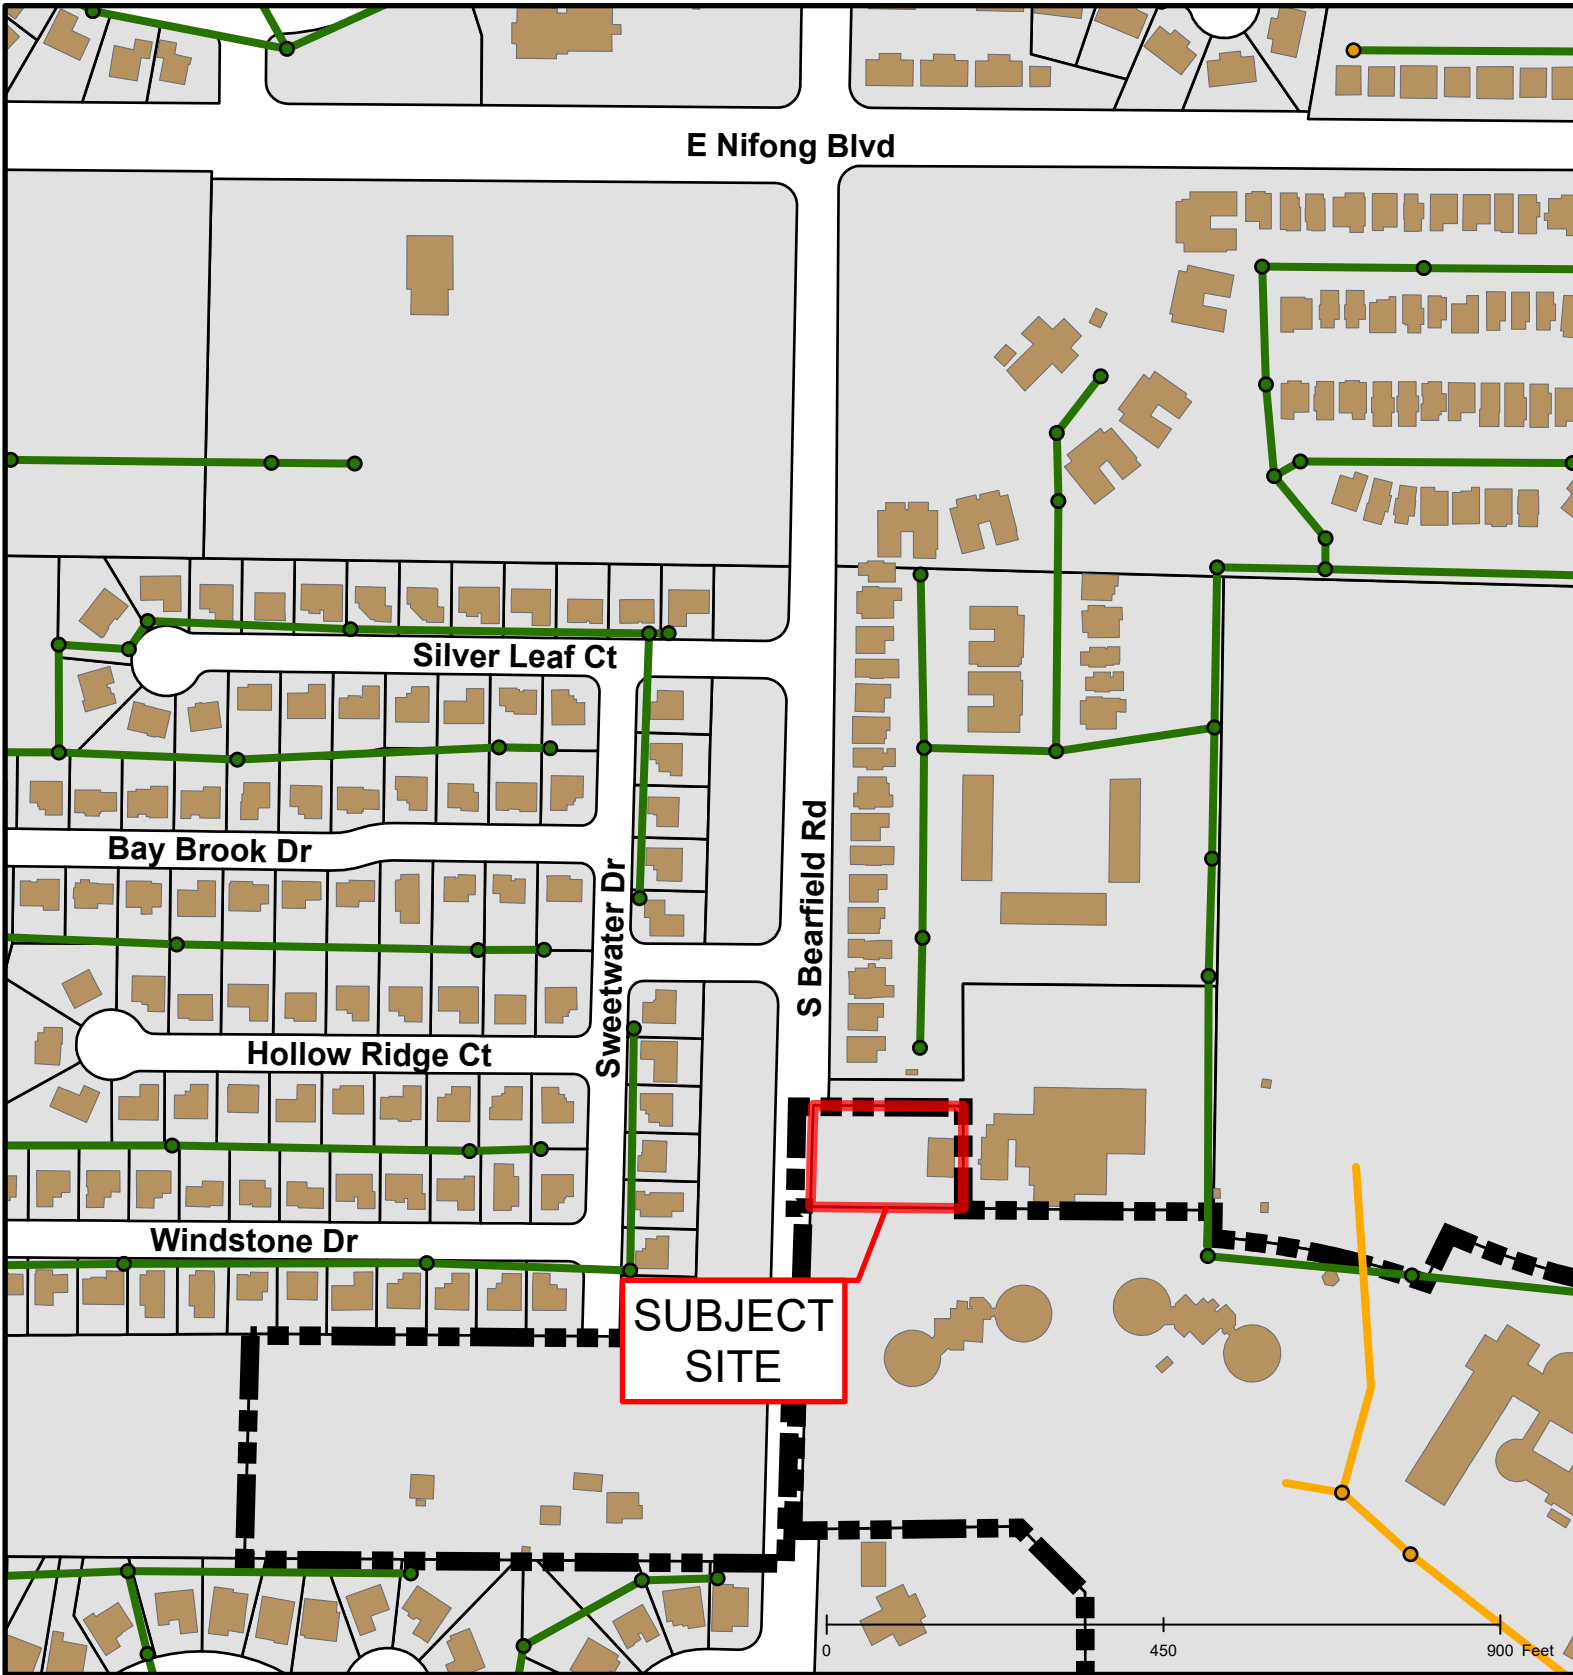 E Nifong Blvd
Silver Leaf Ct
Bay Brook Dr
Sweetwater Dr
S Bearfield Rd
Hollow Ridge Ct
Windstone Dr
SUBJECT
SITE
0 450 900 Feet